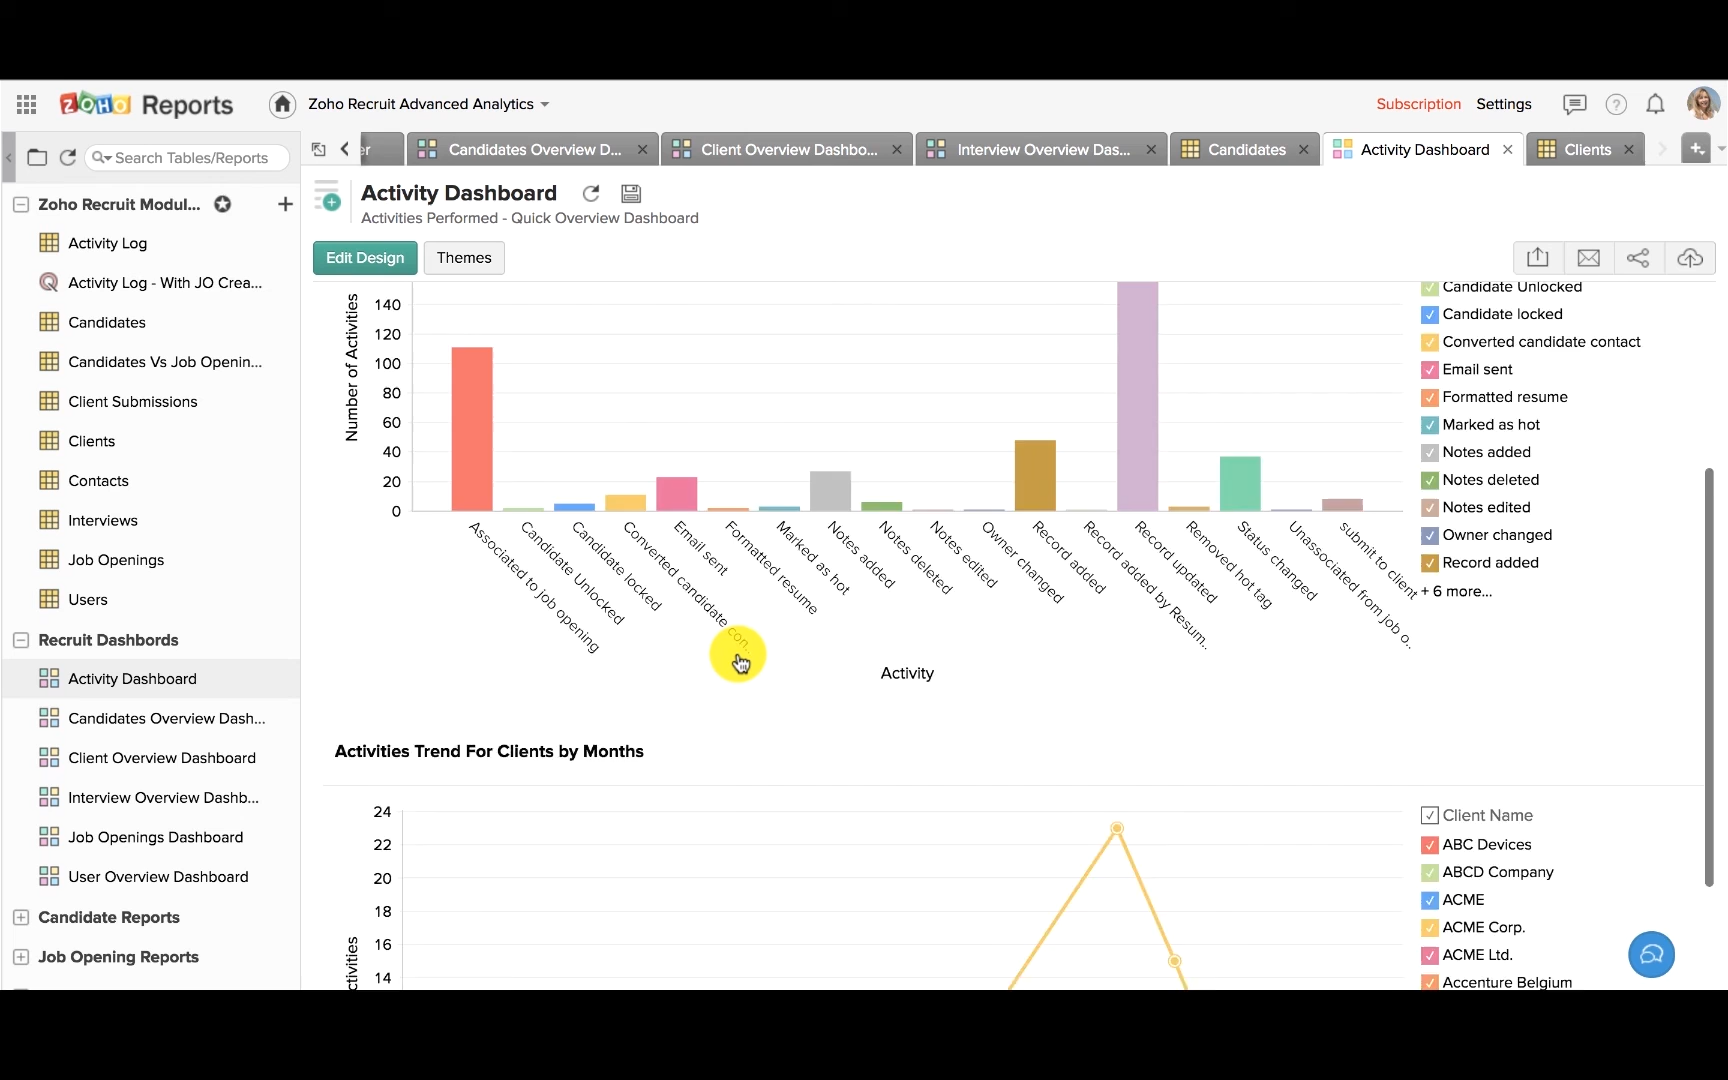 ZOHO Reports
Zoho Recruit Advanced Analytics
Subscription Settings
Search Tables/Reports
er
Candidates Overview D...
Client Overview Dashbo...
Interview Overview Das...
Candidates
Activity Dashboard
Clients
Zoho Recruit Modul...
Activity Log
Activity Log - With JO Crea...
Candidates
Candidates Vs Job Openin...
Client Submissions
Clients
Contacts
Interviews
Job Openings
Users
Recruit Dashbords
Activity Dashboard
Candidates Overview Dash...
Client Overview Dashboard
Interview Overview Dashb...
Job Openings Dashboard
User Overview Dashboard
Candidate Reports
Job Opening Reports
Activity Dashboard
Activities Performed - Quick Overview Dashboard
Edit Design
Themes
Number of Activities
140
120
100
80
60
40
20
0
Associated to job opening
Candidate Unlocked
Candidate locked
Converted candidate con..
Email sent
Formatted resume
Marked as hot
Notes added
Notes deleted
Notes edited
Owner changed
Record added
Record added by Resum..
Record updated
Removed hot tag
Status changed
Unassociated from job o..
submit to client
Activity
Candidate Unlocked
Candidate locked
Converted candidate contact
Email sent
Formatted resume
Marked as hot
Notes added
Notes deleted
Notes edited
Owner changed
Record added
+ 6 more...
Activities Trend For Clients by Months
24
22
20
18
16
14
ctivities
Client Name
ABC Devices
ABCD Company
ACME
ACME Corp.
ACME Ltd.
Accenture Belgium